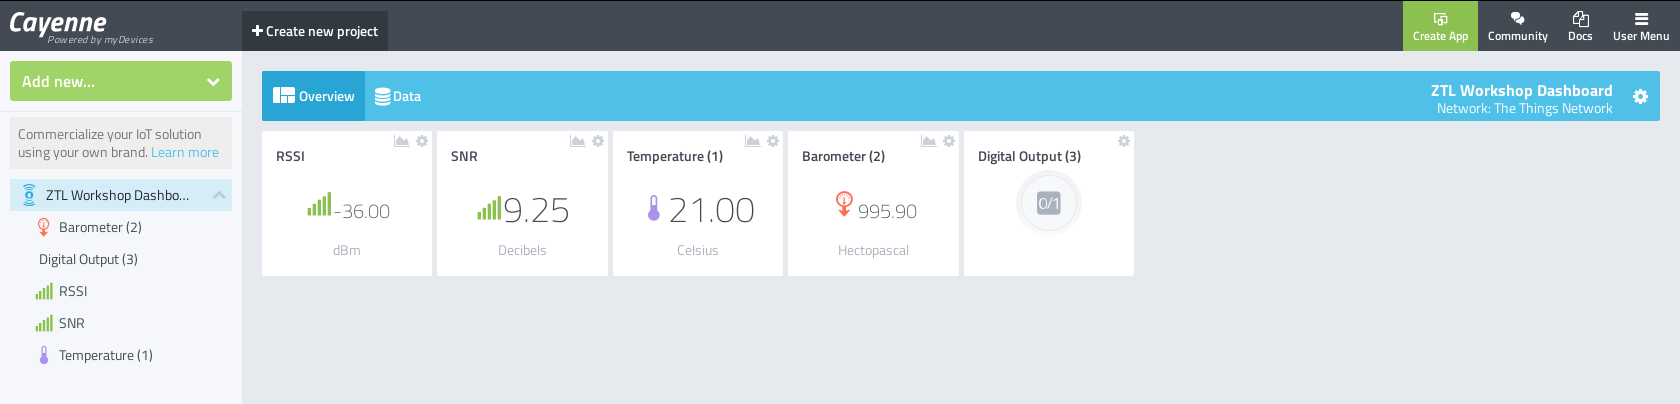 Cayenne
Powered by myDevices
Create new project
Create App
Community
Docs
User Menu
Add new...
Commercialize your IoT solution
using your own brand. Learn more
ZTL Workshop Dashbo...
Barometer (2)
Digital Output (3)
RSSI
SNR
Temperature (1)
Overview
Data
ZTL Workshop Dashboard
Network: The Things Network
RSSI
-36.00
dBm
SNR
9.25
Decibels
Temperature (1)
21.00
Celsius
Barometer (2)
995.90
Hectopascal
Digital Output (3)
0/1